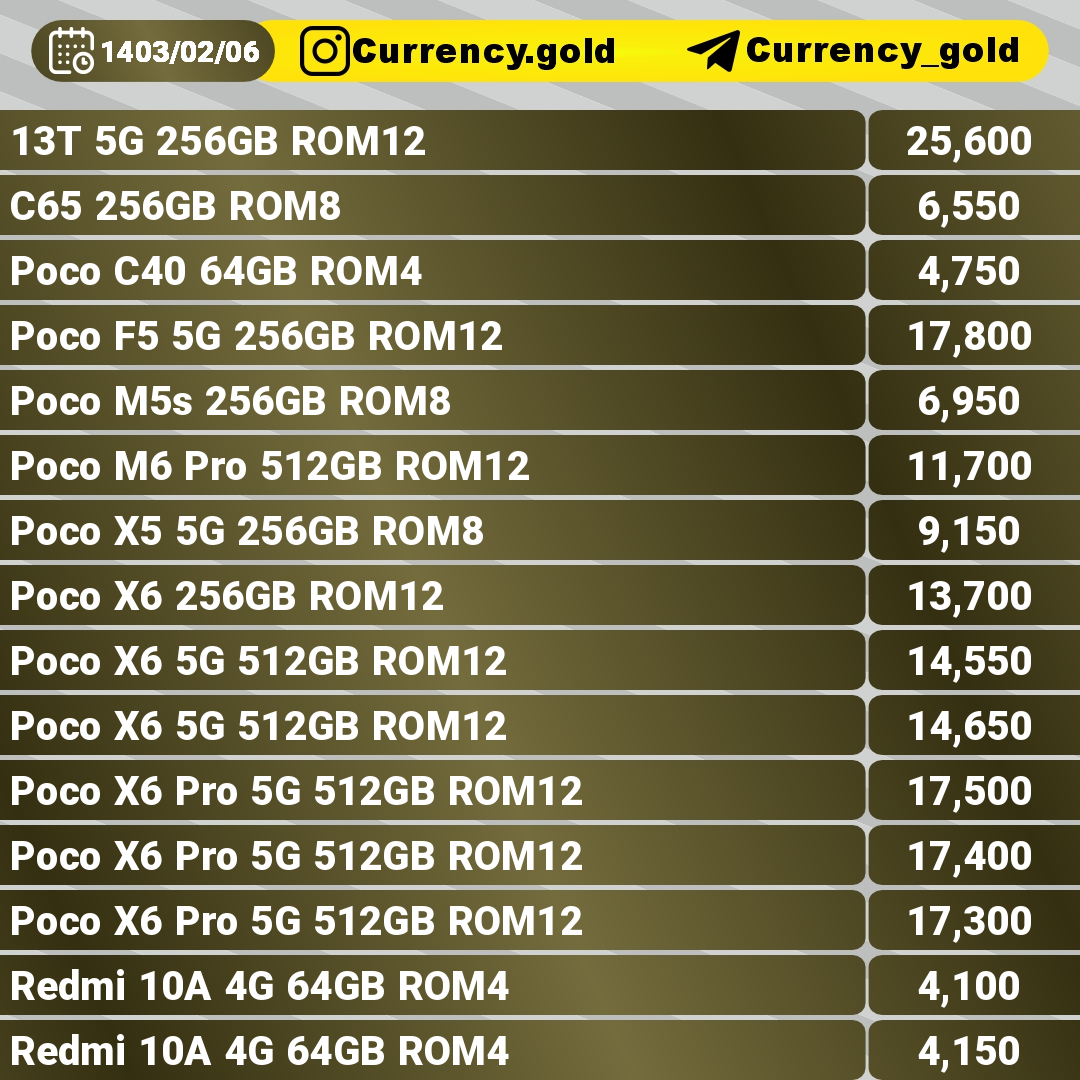 1403/02/06 Currency.gold Currency_gold
13T 5G 256GB ROM12 25,600
C65 256GB ROM8 6,550
Poco C40 64GB ROM4 4,750
Poco F5 5G 256GB ROM12 17,800
Poco M5s 256GB ROM8 6,950
Poco M6 Pro 512GB ROM12 11,700
Poco X5 5G 256GB ROM8 9,150
Poco X6 256GB ROM12 13,700
Poco X6 5G 512GB ROM12 14,550
Poco X6 5G 512GB ROM12 14,650
Poco X6 Pro 5G 512GB ROM12 17,500
Poco X6 Pro 5G 512GB ROM12 17,400
Poco X6 Pro 5G 512GB ROM12 17,300
Redmi 10A 4G 64GB ROM4 4,100
Redmi 10A 4G 64GB ROM4 4,150